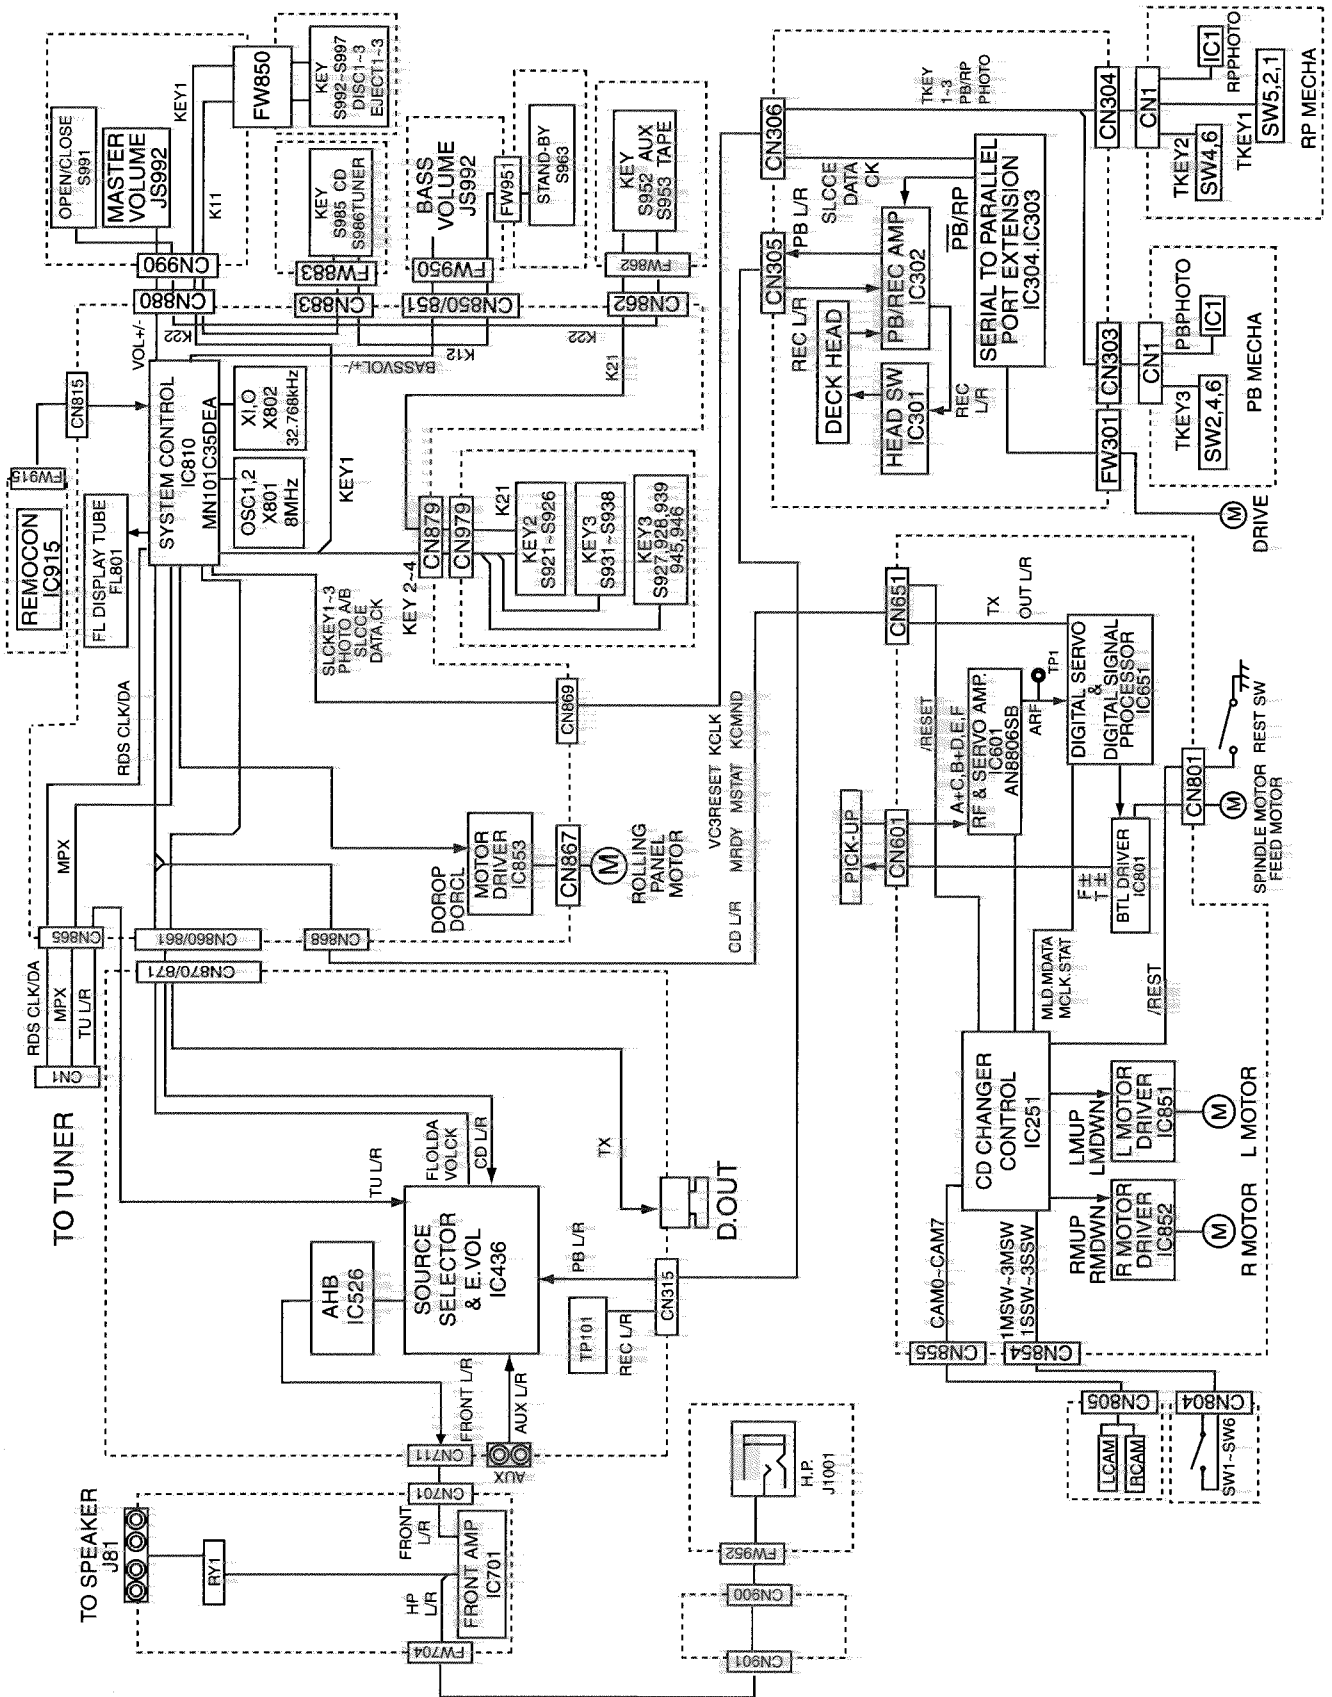 OPEN/CLOSE
S991
MASTER
VOLUME
JS992
KEY1
K11
FW850
KEY
S992~S997
DISC1~3
EJECT1~3
KEY
S985 CD
S986TUNER
BASS
VOLUME
JS992
FW951
STAND-BY
S963
KEY
S952 AUX
S953 TAPE
CN990
CN880
FW883
CN883
FW950
CN850/851
FW862
CN862
VOL+/-
K22
K12
BASSVOL+/-
K22
K21
CN815
FW915
REMOCON
IC915
FL DISPLAY TUBE
FL801
SYSTEM CONTROL
IC810
MN101C35DEA
XI,O
X802
32.768kHz
OSC1,2
X801
8MHz
KEY1
CN879
CN979
K21
KEY2
S921~S926
KEY3
S931~S938
KEY3
S927,928,939
945,946
KEY 2~4
SLCKEY1~3
PHOTO A/B
SLCCE
DATA,CK
CN869
RDS CLK/DA
MPX
DOROP
DORCL
MOTOR
DRIVER
IC853
CN867
M
ROLLING
PANEL
MOTOR
CN865
CN860/861
CN868
CN870/871
RDS CLK/DA
MPX
TU L/R
CN1
TO TUNER
VC3RESET KCLK
CD L/R MRDY MSTAT KCMND
TU L/R
FLOLDA
VOLCK
CD L/R
TX
D.OUT
AHB
IC526
SOURCE
SELECTOR
& E.VOL
IC436
PB L/R
TP101
REC L/R
CN315
FRONT L/R
AUX L/R
CN711
AUX
CN701
FRONT
L/R
TO SPEAKER
J81
RY1
HP
L/R
FRONT AMP
IC701
FW704
H.P.
J1001
FW952
CN900
CN901
CN306
TKEY
1~3
PB/RP
PHOTO
CN304
CN1
RPPHOTO
IC1
TKEY2
SW4,6
TKEY1
SW5,2,1
RP MECHA
CN305
PB L/R
SLCCE
DATA
CK
PB/RP
SERIAL TO PARALLEL
PORT EXTENSION
IC304.IC303
REC L/R
PB/REC AMP
IC302
DECK HEAD
HEAD SW
IC301
REC
L/R
CN303
CN1
PBPHOTO
IC1
TKEY3
SW2,4,6
PB MECHA
FW301
M
DRIVE
CN651
TX
OUT L/R
/RESET
DIGITAL SERVO
&
DIGITAL SIGNAL
PROCESSOR
IC651
TP1
ARF
A+C,B+D,E,F
RF & SERVO AMP.
IC601
AN8806SB
PICK-UP
CN601
F±
T±
BTL DRIVER
IC801
CN801
M
REST SW
SPINDLE MOTOR
FEED MOTOR
MLD.MDATA
MCLK.STAT
/REST
CD CHANGER
CONTROL
IC251
LMUP
LMDWN
L MOTOR
DRIVER
IC851
M
L MOTOR
RMUP
RMDWN
R MOTOR
DRIVER
IC852
M
R MOTOR
CAM0~CAM7
1MSW~3MSW
1SSW~3SSW
CN855
CN854
CN805
CN804
LCAM
RCAM
SW1~SW6